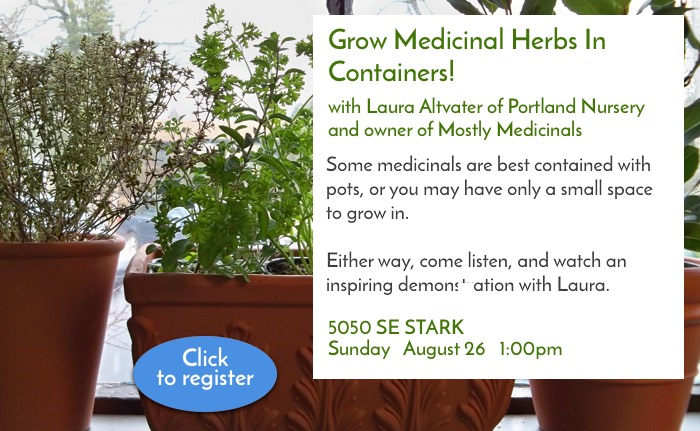 Grow Medicinal Herbs In
Containers!
with Laura Altvater of Portland Nursery
and owner of Mostly Medicinals
Some medicinals are best contained with
pots, or you may have only a small space
to grow in.
Either way, come listen, and watch an
inspiring ation with Laura.
5050 SE STARK
Sunday August 26 1:00pm
Click
to register